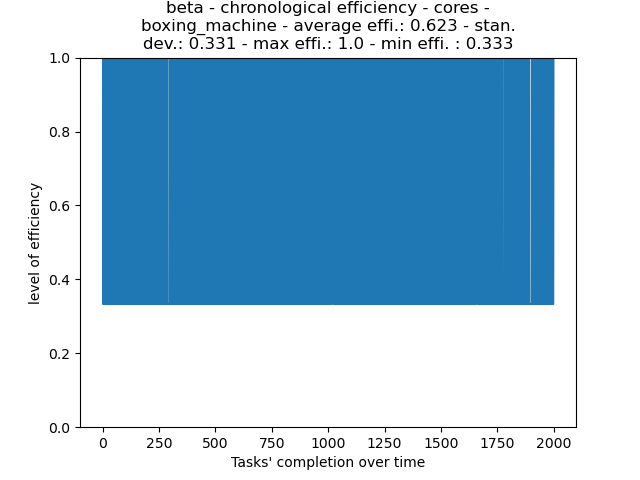 beta - chronological efficiency - cores -
boxing_machine - average effi.: 0.623 - stan.
dev.: 0.331 - max effi.: 1.0 - min effi. : 0.333
1.0
0.8
0.6
0.4
0.2
0.0
level of efficiency
0 250 500 750 1000 1250 1500 1750 2000
Tasks' completion over time